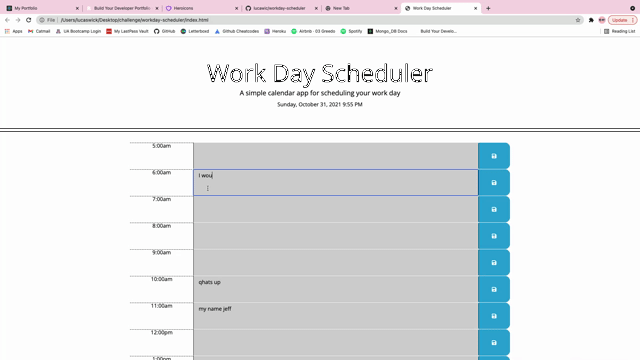 My Portfolio
Build Your Developer Portfolio
Heroicons
lucaswick/workday-scheduler
New Tab
Work Day Scheduler
File | /Users/lucaswick/Desktop/challenge/workday-scheduler/index.html
Update
Apps
Calmail
UK Bootcamp Login
My LastPass Vault
GitHub
Letterboxd
Github Cheatcodes
Heroku
Airbnb - 03 Greeds
Spotify
Mongo_DB Docs
Build Your Develo...
Reading List
Work Day Scheduler
A simple calendar app for scheduling your work day
Sunday, October 31, 2021 9:55 PM
5:00am
6:00am
I wou
7:00am
8:00am
9:00am
10:00am
qhats up
11:00am
my name jeff
12:00pm
1:00pm